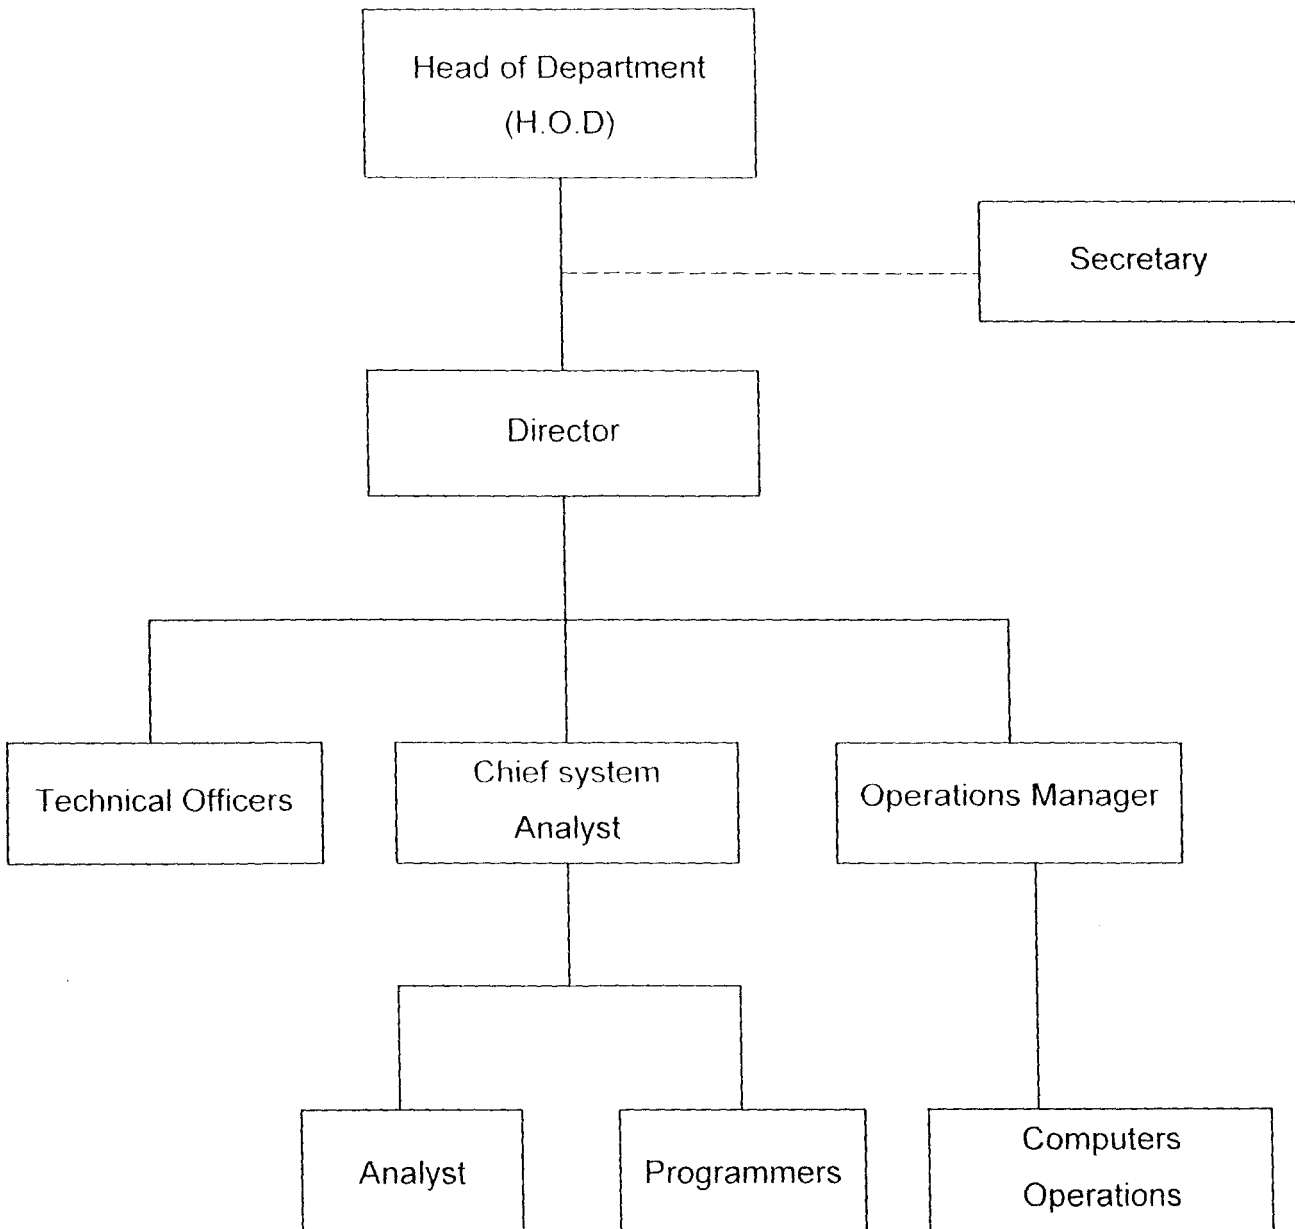 Head of Department
(H.O.D)
Secretary
Director
Technical Officers
Chief system
Analyst
Operations Manager
Analyst
Programmers
Computers
Operations